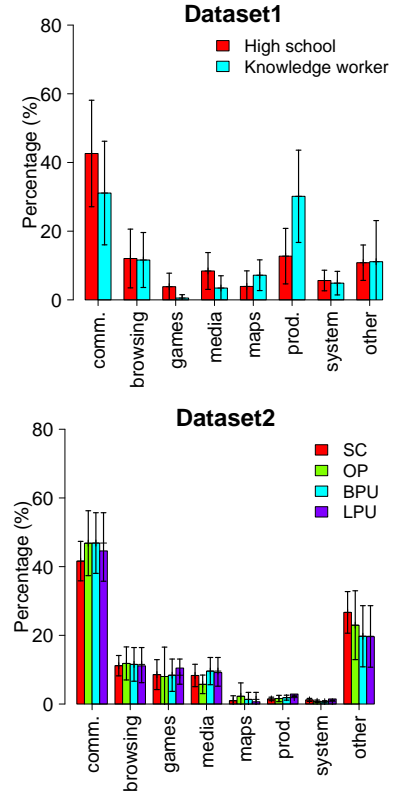 Dataset1
High school
Knowledge worker
Percentage (%)
80
60
40
20
0
comm.
browsing
games
media
maps
prod.
system
other
Dataset2
SC
OP
BPU
LPU
Percentage (%)
80
60
40
20
0
comm.
browsing
games
media
maps
prod.
system
other